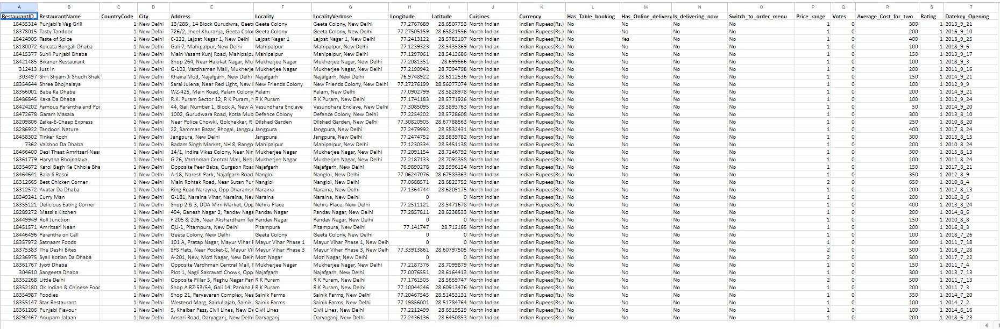 A B C D E F G H I J K L M N O P Q R S T
RestaurantID RestaurantName CountryCode City Address Locality LocalityVerbose Longitude Latitude Cuisines Currency Has_Table_booking Has_Online_delivery Is_delivering_now Switch_to_order_menu Price_range Votes Average_Cost_for_two Rating Datekey_Opening
18435314 Punjabi's Veg Grill 1 New Delhi 13/288 , 14 Block Gurudwra, Geeta Geeta Colony Geeta Colony, New Delhi 77.2767689 28.6507753 North Indian Indian Rupees(Rs.) No No No No 1 0 300 1 2013_9_21
18378015 Tasty Tandoor 1 New Delhi 726/2, Jheel Khuranja, Geeta Color Geeta Colony Geeta Colony, New Delhi 77.27505159 28.65821556 North Indian Indian Rupees(Rs.) No No No No 1 0 200 1 2016_9_10
18424905 Taste of Spice 1 New Delhi C-222, Lajpat Nagar 1, New Delhi Lajpat Nagar 1 Lajpat Nagar 1, New Delhi 77.2413122 28.5783107 North Indian Indian Rupees(Rs.) No Yes No No 1 0 400 1 2018_9_25
18180072 Kolcata Bengali Dhaba 1 New Delhi Gali 7, Mahipalpur, New Delhi Mahipalpur Mahipalpur, New Delhi 77.1239323 28.5435869 North Indian Indian Rupees(Rs.) No No No No 1 0 100 1 2018_9_6
18415377 Sunil Punjabi Dhaba 1 New Delhi Main Vasant Kunj Road, Mahipalpu Mahipalpur Mahipalpur, New Delhi 77.1297061 28.5413686 North Indian Indian Rupees(Rs.) No No No No 1 0 150 1 2013_9_17
18421485 Bikaner Restaurant 1 New Delhi Shop 264, Near Hakikat Nagar, Mu Mukherjee Nagar Mukherjee Nagar, New Delhi 77.2081351 28.699566 North Indian Indian Rupees(Rs.) No No No No 1 0 100 1 2018_9_3
312413 Just In 1 New Delhi G-103, Vardhaman Mall, Mukherje Mukherjee Nagar Mukherjee Nagar, New Delhi 77.2190942 28.7094798 North Indian Indian Rupees(Rs.) No No No No 1 0 200 1 2011_9_16
303497 Shri Shyam Ji Shudh Shak 1 New Delhi Khaira Mod, Najafgarh, New Delhi Najafgarh Najafgarh, New Delhi 76.9748922 28.6112536 North Indian Indian Rupees(Rs.) No No No No 1 0 150 1 2014_9_21
18354644 Shree Bhojnalaya 1 New Delhi Sarai Julena, Near Red Light, New F New Friends Colony New Friends Colony, New Delhi 77.27276199 28.56077074 North Indian Indian Rupees(Rs.) No No No No 1 0 100 1 2012_9_9
18366001 Baba Ka Dhaba 1 New Delhi WZ-425, Main Road, Palam Colony Palam Palam, New Delhi 77.0902799 28.5828978 North Indian Indian Rupees(Rs.) No No No No 1 0 200 1 2014_9_21
18486845 Kaka Da Dhaba 1 New Delhi R.K. Puram Sector 12, R K Puram, N R K Puram R K Puram, New Delhi 77.1741183 28.5771926 North Indian Indian Rupees(Rs.) No No No No 1 0 100 1 2012_9_24
18424202 Famous Parantha and Poo 1 New Delhi 44, Gali Number 1, Block A, New A Vasundhara Enclave Vasundhara Enclave, New Delhi 77.3085095 28.5893763 North Indian Indian Rupees(Rs.) No No No No 1 0 50 1 2014_9_20
18472678 Garam Masala 1 New Delhi 1002, Gurudwara Road, Kotla Mub Defence Colony Defence Colony, New Delhi 77.2254202 28.5728608 North Indian Indian Rupees(Rs.) No No No No 1 0 300 1 2013_8_10
18209806 Zaika-E-Chaap Express 1 New Delhi Near Police Chowki, Golchakkar, R Dilshad Garden Dilshad Garden, New Delhi 77.30820905 28.67788563 North Indian Indian Rupees(Rs.) No No No No 1 0 250 1 2010_8_20
18286922 Tandoori Nature 1 New Delhi 22, Samman Bazar, Bhogal, Jangpu Jangpura Jangpura, New Delhi 77.2479992 28.5832431 North Indian Indian Rupees(Rs.) No No No No 1 0 400 1 2017_8_24
18458302 Tinker Koch 1 New Delhi Jangpura, New Delhi Jangpura Jangpura, New Delhi 77.2474752 28.5839782 North Indian Indian Rupees(Rs.) No No No No 1 0 300 1 2013_8_15
7362 Vaishno Da Dhaba 1 New Delhi Badam Singh Market, NH 8, Rangp Mahipalpur Mahipalpur, New Delhi 77.1230334 28.5451138 North Indian Indian Rupees(Rs.) No No No No 1 0 200 1 2010_8_24
18466400 Desi Thaat Amritsari Naa 1 New Delhi 14/1, Indira Vikas Colony, Near Nir Mukherjee Nagar Mukherjee Nagar, New Delhi 77.2091154 28.7146792 North Indian Indian Rupees(Rs.) No No No No 1 0 300 1 2015_8_13
18361779 Haryana Bhojnalaya 1 New Delhi G 26, Vardhman Central Mall, Nehr Mukherjee Nagar Mukherjee Nagar, New Delhi 77.2187133 28.7092358 North Indian Indian Rupees(Rs.) No No No No 1 0 100 1 2011_8_24
18354672 Karol Bagh Ke Chhole Bha 1 New Delhi Opposite Peer Baba, Gurgaon Road Najafgarh Najafgarh, New Delhi 76.9890278 28.5996154 North Indian Indian Rupees(Rs.) No No No No 1 0 150 1 2017_8_21
18464641 Bala Ji Rasoi 1 New Delhi A-18, Naresh Park, Najafgarh Road Nangloi Nangloi, New Delhi 77.06247076 28.67583363 North Indian Indian Rupees(Rs.) No No No No 1 0 350 1 2012_8_9
18312665 Best Chicken Corner 1 New Delhi Main Rohtak Road, Near Sutan Pur Nangloi Nangloi, New Delhi 77.0688571 28.6823752 North Indian Indian Rupees(Rs.) No No No No 2 0 650 1 2010_8_4
18312572 Avatar Da Dhaba 1 New Delhi Ring Road Narayna, Opp Dharamsh Naraina Naraina, New Delhi 77.1364744 28.6205175 North Indian Indian Rupees(Rs.) No No No No 1 0 200 1 2017_8_13
18349241 Curry Man 1 New Delhi G-181, Naraina Vihar, Naraina, New Naraina Naraina, New Delhi 0 0 North Indian Indian Rupees(Rs.) No No No No 1 0 200 1 2016_8_6
18355121 Delicious Eating Corner 1 New Delhi Shop 2 & 3, DDA Mini Market, Opp Nehru Place Nehru Place, New Delhi 77.2511121 28.5471678 North Indian Indian Rupees(Rs.) No No No No 1 0 400 1 2013_8_24
18289272 Massi's Kitchen 1 New Delhi 494, Ganesh Nagar 2, Pandav Naga Pandav Nagar Pandav Nagar, New Delhi 77.2857811 28.6238533 North Indian Indian Rupees(Rs.) No No No No 1 0 200 1 2014_8_6
18449949 Roll Junction 1 New Delhi F 205 & 206, Near Akshardham Ter Pandav Nagar Pandav Nagar, New Delhi 0 0 North Indian Indian Rupees(Rs.) No No No No 1 0 150 1 2010_8_8
18451571 Amritsari Naan 1 New Delhi QU-1, Pitampura, New Delhi Pitampura Pitampura, New Delhi 77.141747 28.712165 North Indian Indian Rupees(Rs.) No No No No 1 0 200 1 2016_8_3
18446496 Parantha on Call 1 New Delhi Geeta Colony, New Delhi Geeta Colony Geeta Colony, New Delhi 0 0 North Indian Indian Rupees(Rs.) No No No No 1 0 100 1 2018_7_26
18357972 Satnaam Foods 1 New Delhi 101 A, Pratap Nagar, Mayur Vihar F Mayur Vihar Phase 1 Mayur Vihar Phase 1, New Delh 0 0 North Indian Indian Rupees(Rs.) No No No No 1 0 300 1 2011_7_18
18375383 The Deshi Bites 1 New Delhi SFS Flats, Near Pocket-C, Mayur Vil Mayur Vihar Phase 3 Mayur Vihar Phase 3, New Delh 77.33913861 28.60797505 North Indian Indian Rupees(Rs.) No No No No 2 0 500 1 2018_7_28
18236975 Syall Kotian Da Dhaba 1 New Delhi A-201, New, Moti Nagar, New Delh Moti Nagar Moti Nagar, New Delhi 0 0 North Indian Indian Rupees(Rs.) No No No No 2 0 500 1 2017_7_22
18361767 Jyoti Dhaba 1 New Delhi Opposite Vardhman Central Mall, Mukherjee Nagar Mukherjee Nagar, New Delhi 77.2187376 28.7099879 North Indian Indian Rupees(Rs.) No No No No 1 0 150 1 2011_7_4
304610 Sangeeta Dhaba 1 New Delhi Plot 1, Nagli Sakravati Chowk, Opp Najafgarh Najafgarh, New Delhi 77.0076551 28.6164413 North Indian Indian Rupees(Rs.) No No No No 1 0 300 1 2013_7_13
18352268 Little Delhi 1 New Delhi Opposite Pillar 5, Raghu Nagar Pan R K Puram R K Puram, New Delhi 77.1761505 28.5659747 North Indian Indian Rupees(Rs.) No No No No 2 0 500 1 2011_7_13
18352180 Ok Indian & Chinese Food 1 New Delhi Shop A RZ-53/54, Gali 14, Pankha F R K Puram R K Puram, New Delhi 77.10044246 28.60913476 North Indian Indian Rupees(Rs.) No No No No 1 0 200 1 2011_7_3
18354987 Foodies 1 New Delhi Shop 21, Paryavaran Complex, Nea Sainik Farms Sainik Farms, New Delhi 77.20467545 28.51453131 North Indian Indian Rupees(Rs.) No No No No 1 0 350 1 2014_7_20
18355147 Star Restaurant 1 New Delhi Westend Marg, Saidullajab, Sainik Sainik Farms Sainik Farms, New Delhi 77.19856001 28.51784764 North Indian Indian Rupees(Rs.) No No No No 1 0 100 1 2014_7_2
18361206 Punjabi Flavour 1 New Delhi 5, Khaibar Pass, Civil Lines, New De Civil Lines Civil Lines, New Delhi 77.2212499 28.6919529 North Indian Indian Rupees(Rs.) No No No No 1 0 100 1 2014_6_16
18292467 Anupam Jalpan 1 New Delhi Ansari Road, Daryaganj, New Delhi Daryaganj Daryaganj, New Delhi 77.2436136 28.6450853 North Indian Indian Rupees(Rs.) No No No No 1 0 200 1 2018_6_23